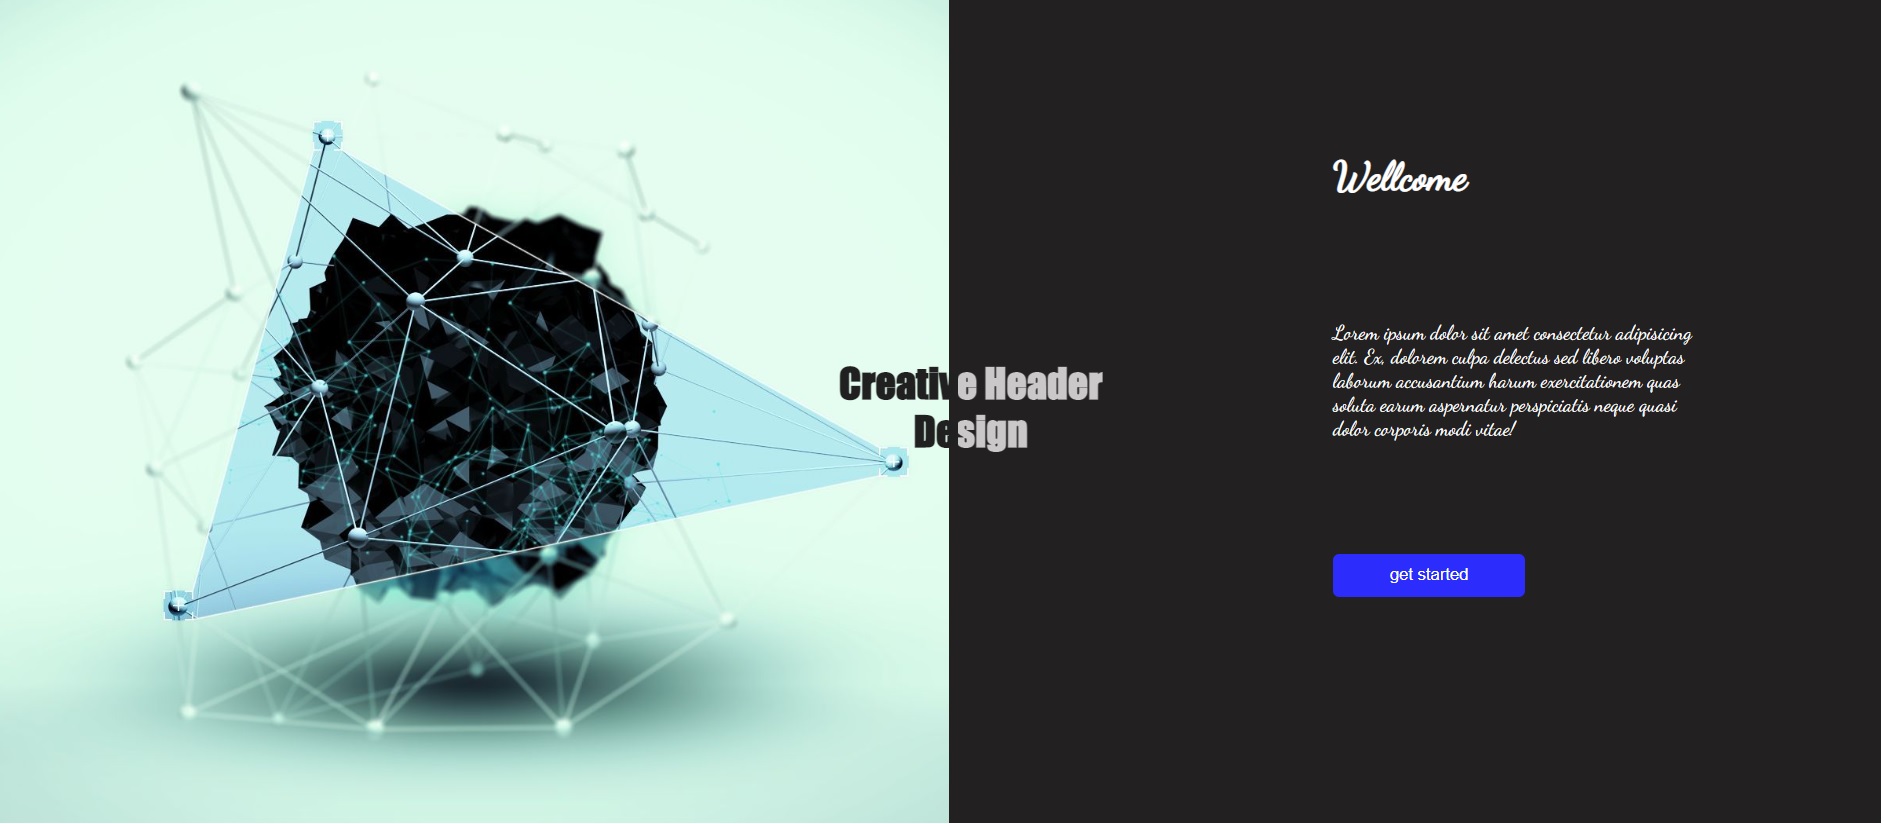 Creative Header
Design
Wellcome
Lorem ipsum dolor sit amet consectetur adipisicing
elit. Ex, dolorem culpa delectus sed libero voluptas
laborum accusantium harum exercitationem quas
soluta earum aspernatur perspiciatis neque quasi
dolor corporis modi vitae!
get started